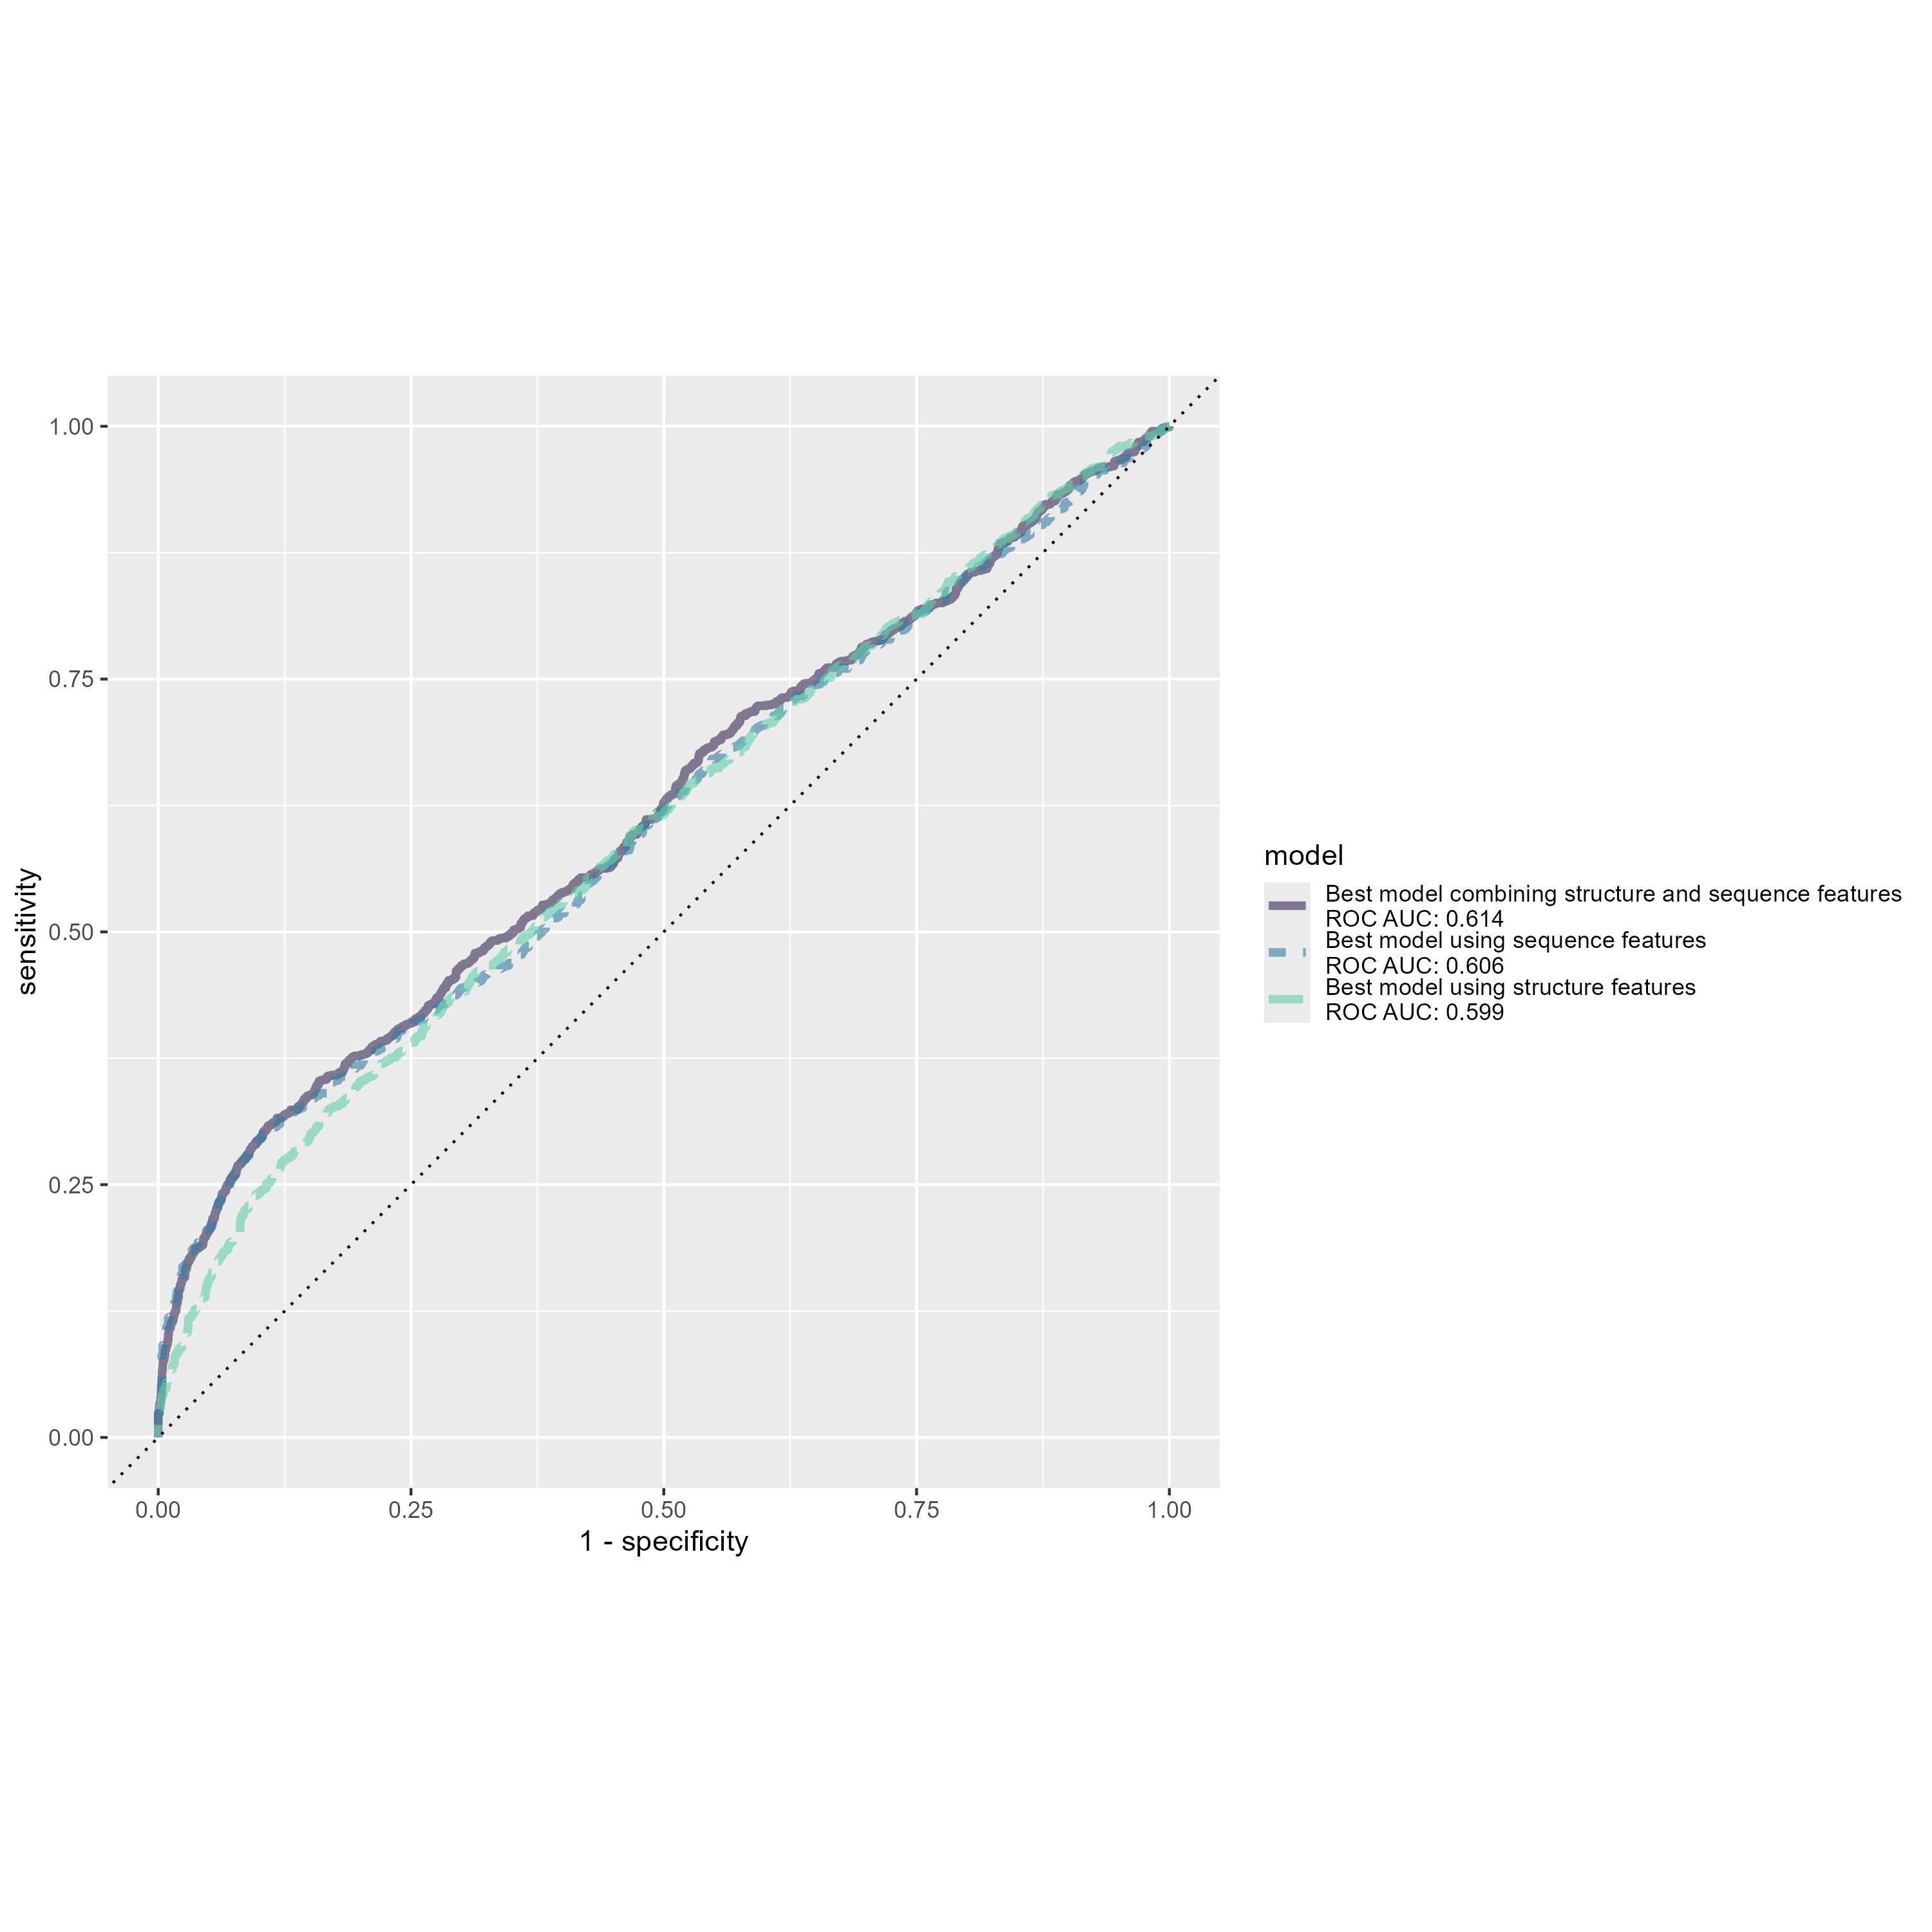 1.00
0.75
0.50
0.25
0.00
sensitivity
0.00
0.25
0.50
0.75
1.00
1 - specificity
model
Best model combining structure and sequence features
ROC AUC: 0.614
Best model using sequence features
ROC AUC: 0.606
Best model using structure features
ROC AUC: 0.599